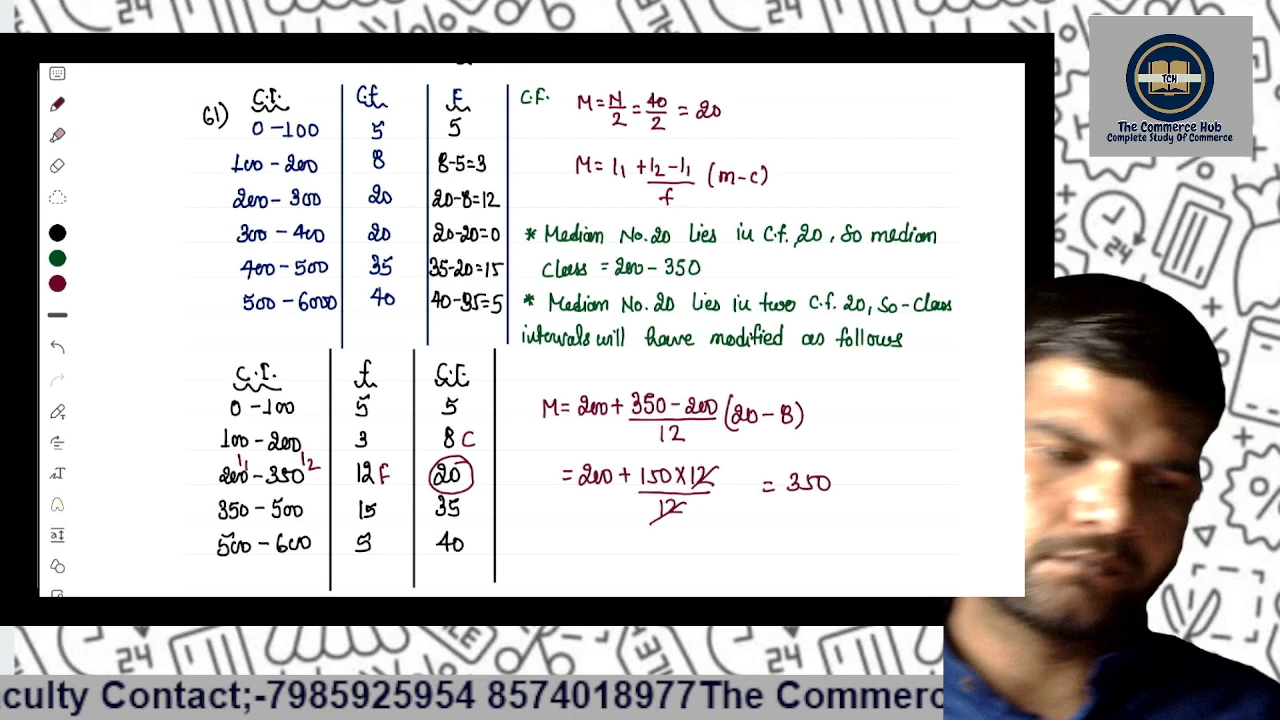 61)
C.I. C.f. F
0-100 5 5
100-200 8 8-5=3
200-300 20 20-8=12
300-400 20 20-20=0
400-500 35 35-20=15
500-6000 40 40-35=5
C.F. M = N/2 = 40/2 = 20
M = l1 + l2-l1/f (m-c)
* Median No. 20 lies in C.f. 20, So median
class = 200-350
* Median No. 20 lies in two C.f. 20, so-class
intervals will have modified as follows
C.I. f C.F.
0-100 5 5
100-200 3 8 C
l1 l2
200-350 12 F 20
350-500 15 35
500-600 5 40
M = 200 + 350-200/12 (20-8)
= 200 + 150×12/12 = 350
TCH
The Commerce Hub
Complete Study Of Commerce
culty Contact;-7985925954 8574018977The Commerc